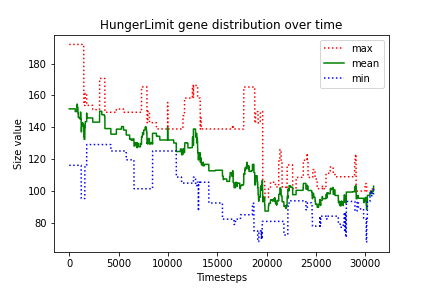 HungerLimit gene distribution over time
max
mean
min
Size value
180
160
140
120
100
80
0 5000 10000 15000 20000 25000 30000
Timesteps